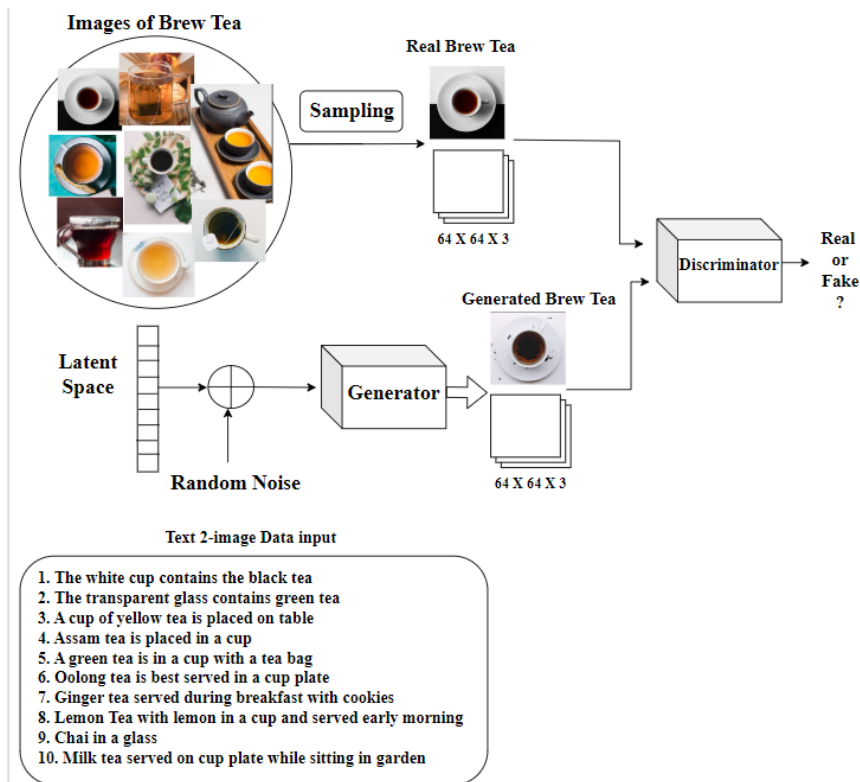 Images of Brew Tea
Real Brew Tea
Sampling
64 X 64 X 3
Discriminator
Real
or
Fake
?
Generated Brew Tea
Latent
Space
Generator
Random Noise
64 X 64 X 3
Text 2-image Data input
1. The white cup contains the black tea
2. The transparent glass contains green tea
3. A cup of yellow tea is placed on table
4. Assam tea is placed in a cup
5. A green tea is in a cup with a tea bag
6. Oolong tea is best served in a cup plate
7. Ginger tea served during breakfast with cookies
8. Lemon Tea with lemon in a cup and served early morning
9. Chai in a glass
10. Milk tea served on cup plate while sitting in garden